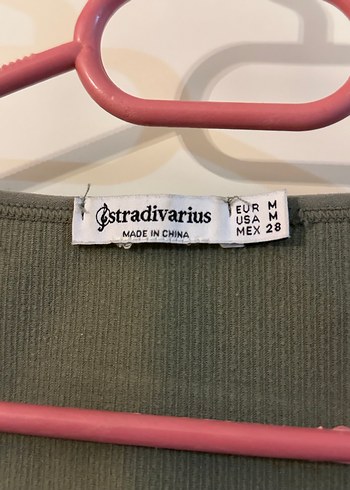 stradivarius
MADE IN CHINA
EUR M
USA M
MEX 28